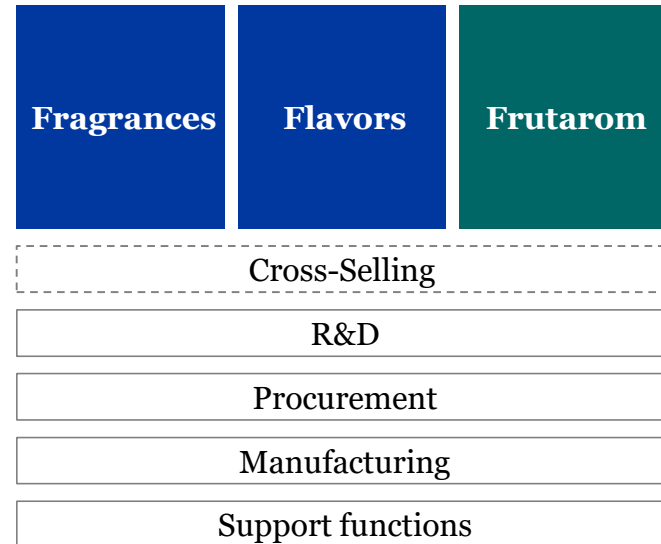 Fragrances
Flavors
Frutarom
Cross-Selling
R&D
Procurement
Manufacturing
Support functions